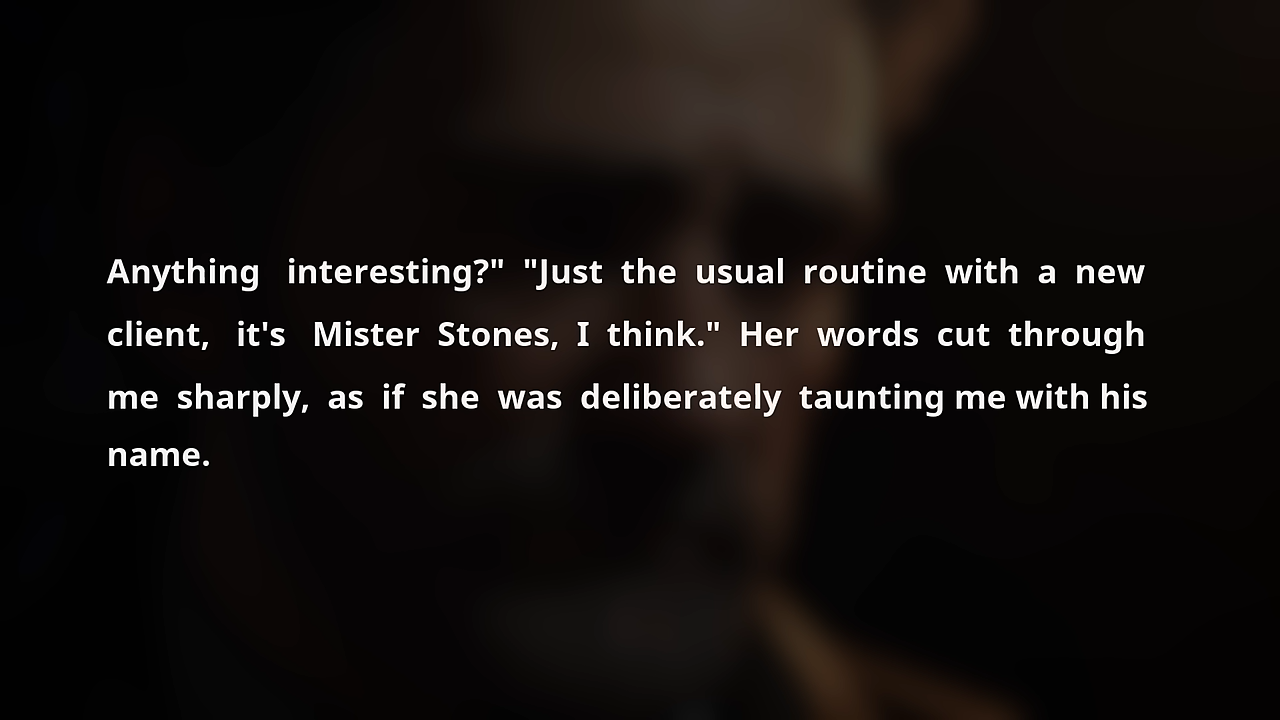 Anything interesting?" "Just the usual routine with a new
client, it's Mister Stones, I think." Her words cut through
me sharply, as if she was deliberately taunting me with his
name.